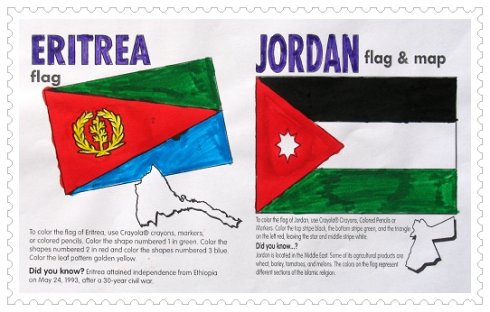 ERITREA
flag
To color the flag of Eritrea, use Crayola® crayons, markers,
or colored pencils. Color the shape numbered 1 in green. Color the
shapes numbered 2 in red and color the shapes numbered 3 blue.
Color the leaf pattern golden yellow.
Did you know? Eritrea attained independence from Ethiopia
on May 24, 1993, after a 30-year civil war.
JORDAN flag & map
To color the flag of Jordan, use Crayola® Crayons, Colored Pencils or
Markers. Color the top stripe black, the bottom stripe green, and the triangle
on the left red, leaving the star and middle stripe white.
Did you know...?
Jordan is located in the Middle East. Some of its agricultural products are
wheat, barley, tomatoes, and melons. The colors on the flag represent
different sections of the Islamic religion.